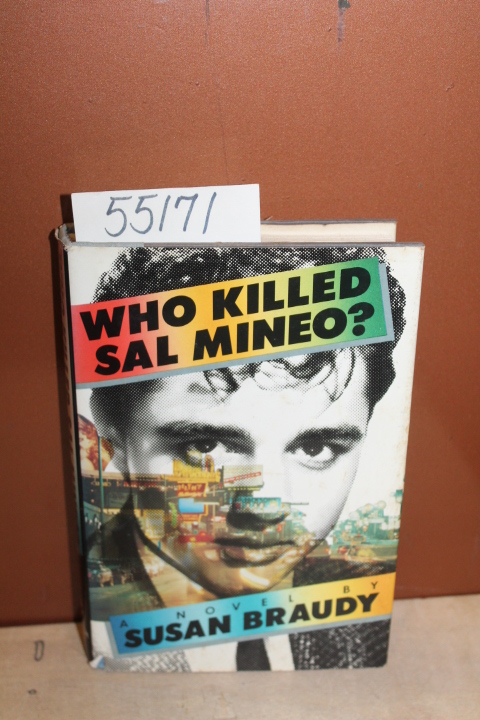 55171
WHO KILLED
SAL MINEO?
A NOVEL BY
SUSAN BRAUDY